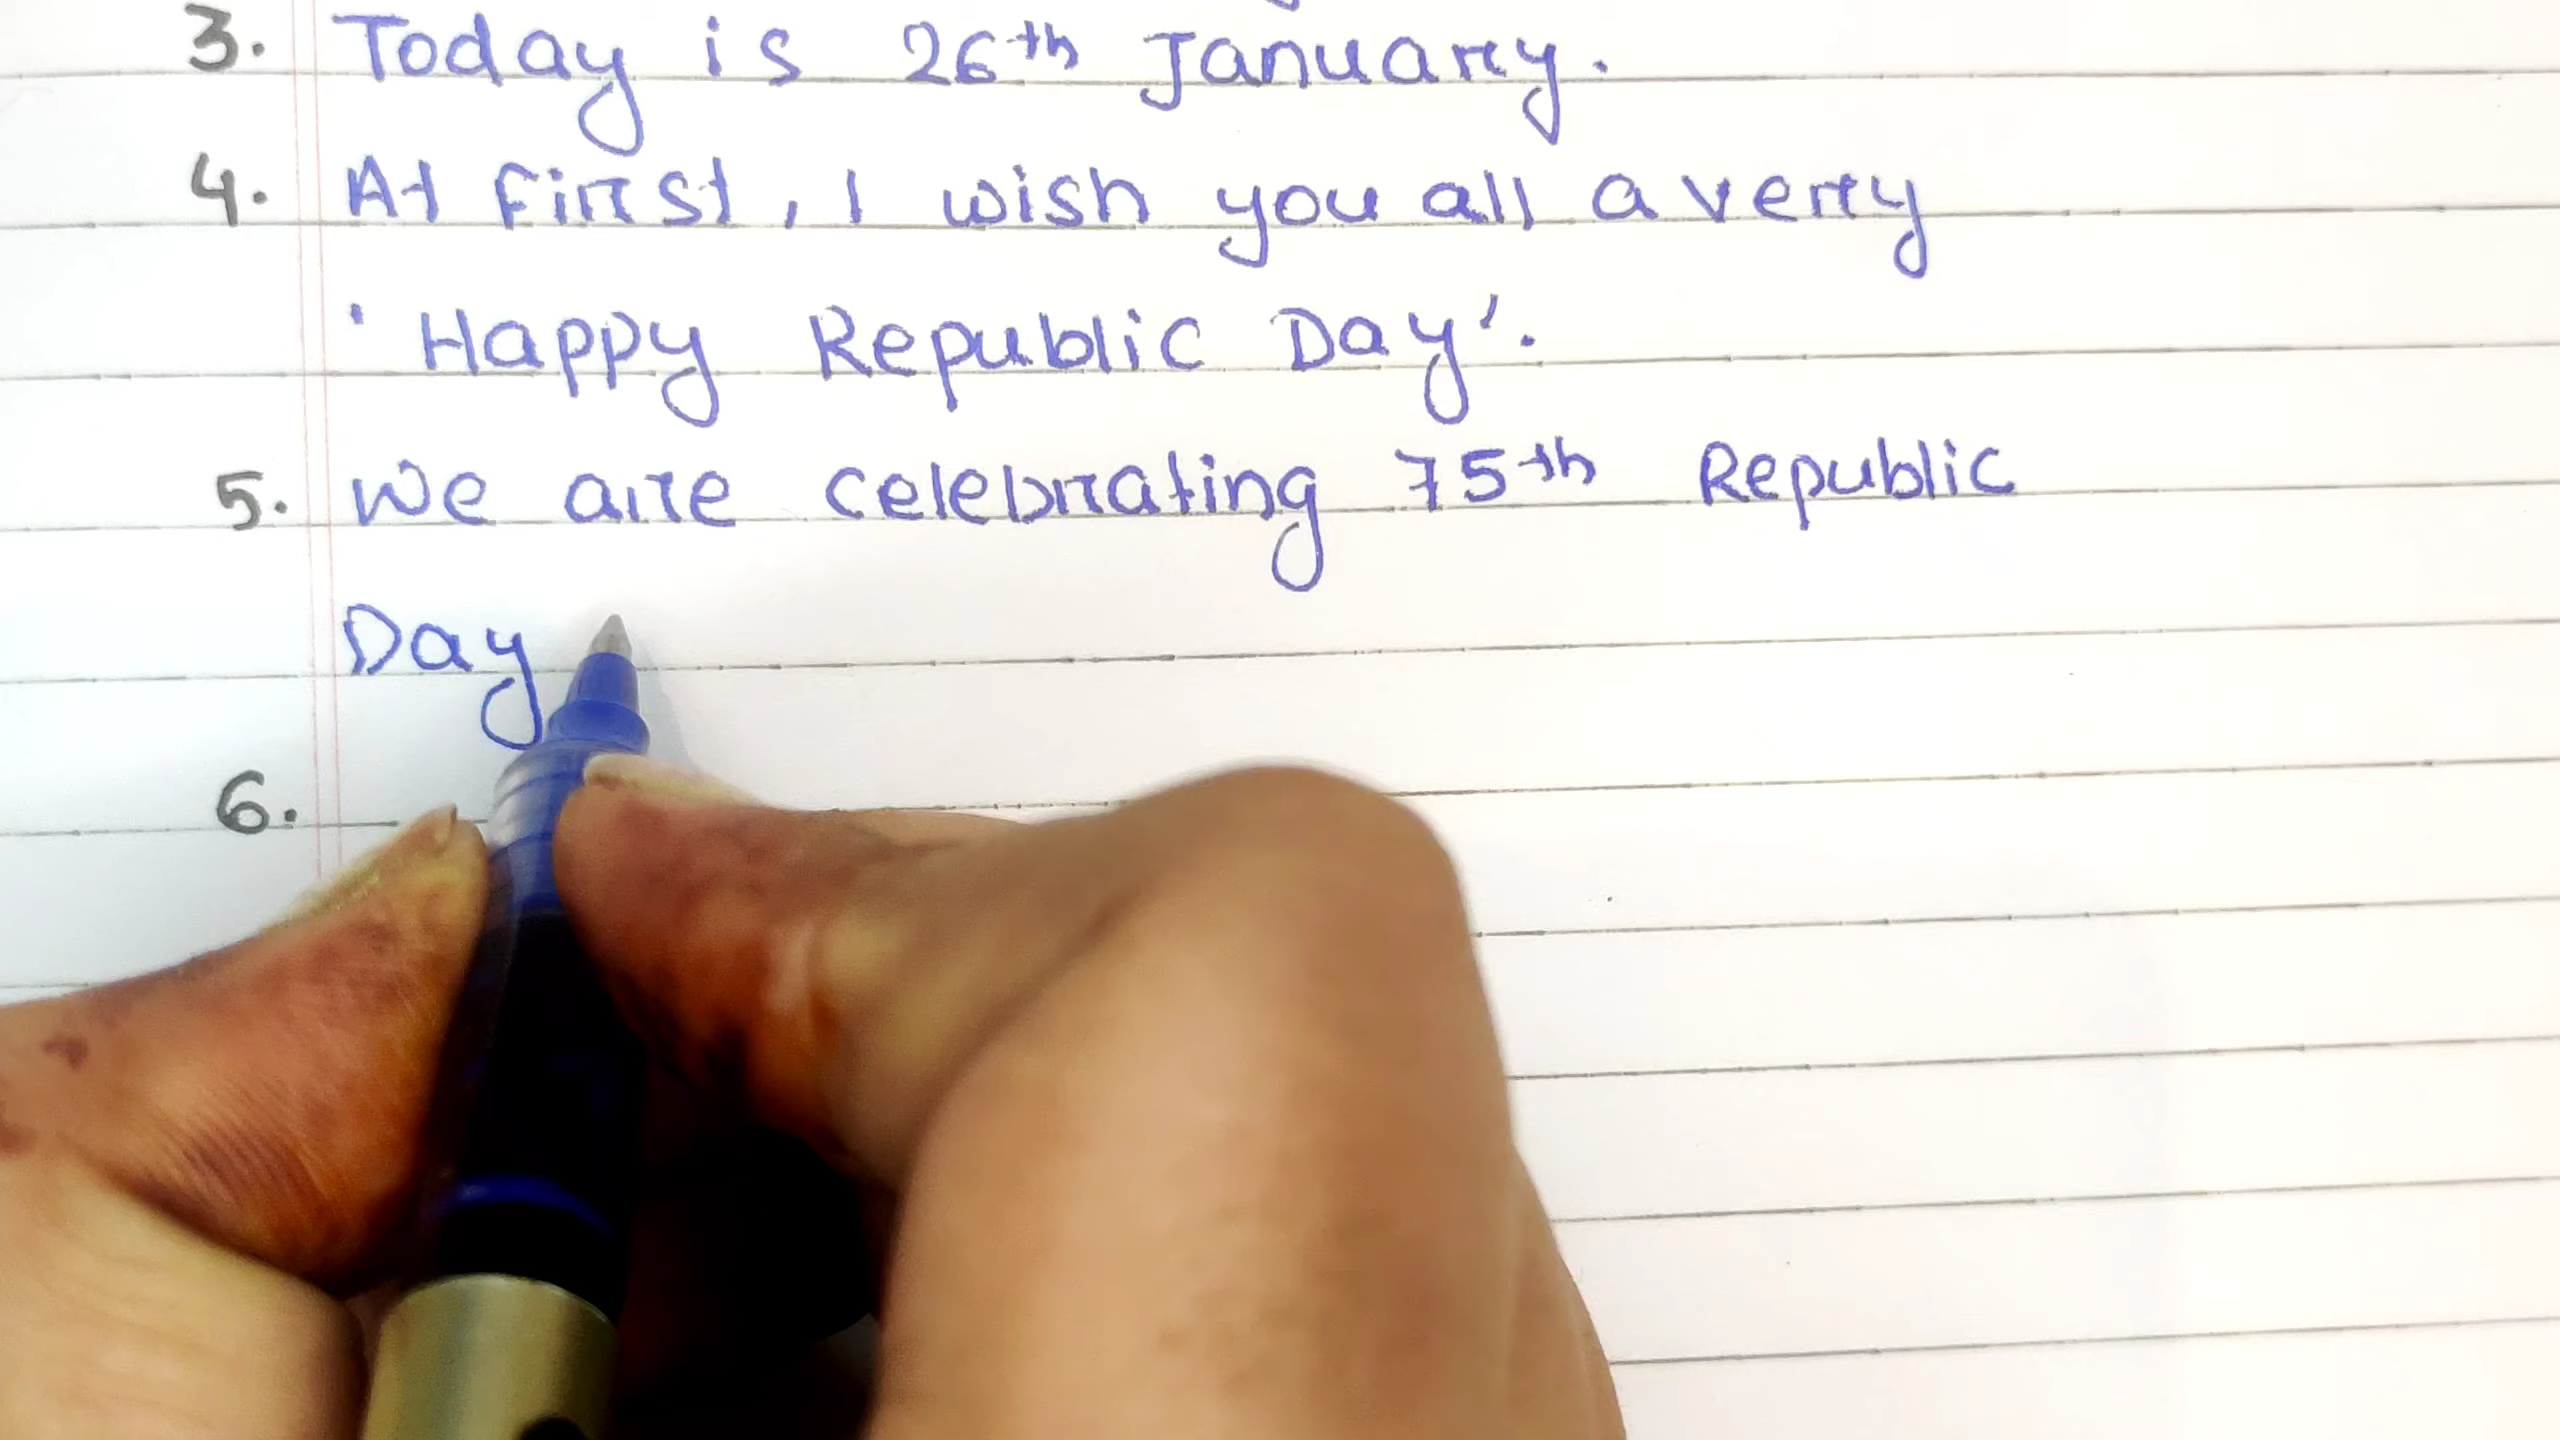 3. Today is 26th January.
4. At first, I wish you all a very
'Happy Republic Day'.
5. We are celebrating 75th Republic
Day
6.